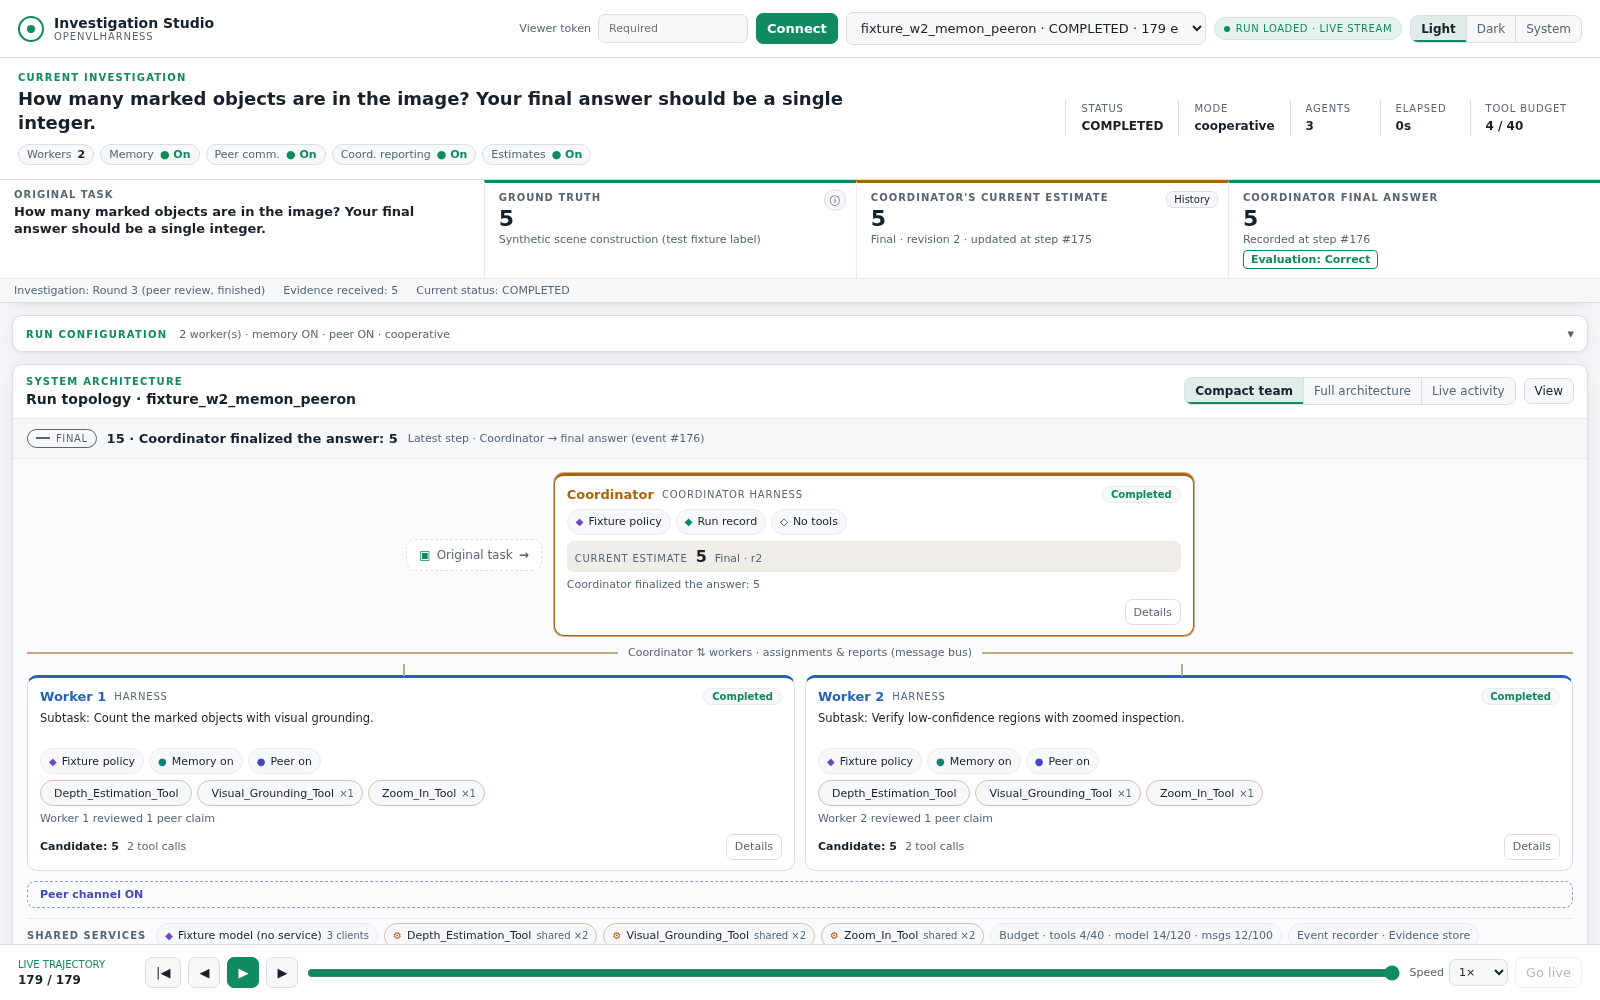 Investigation Studio
OPENVLHARNESS
Viewer token Required Connect fixture_w2_memon_peeron · COMPLETED · 179 e RUN LOADED · LIVE STREAM Light Dark System
CURRENT INVESTIGATION
How many marked objects are in the image? Your final answer should be a single
integer.
Workers 2 Memory ● On Peer comm. ● On Coord. reporting ● On Estimates ● On
STATUS MODE AGENTS ELAPSED TOOL BUDGET
COMPLETED cooperative 3 0s 4 / 40
ORIGINAL TASK
How many marked objects are in the image? Your final
answer should be a single integer.
GROUND TRUTH ⓘ
5
Synthetic scene construction (test fixture label)
COORDINATOR'S CURRENT ESTIMATE History
5
Final · revision 2 · updated at step #175
COORDINATOR FINAL ANSWER
5
Recorded at step #176
Evaluation: Correct
Investigation: Round 3 (peer review, finished) Evidence received: 5 Current status: COMPLETED
RUN CONFIGURATION 2 worker(s) · memory ON · peer ON · cooperative ▾
SYSTEM ARCHITECTURE
Run topology · fixture_w2_memon_peeron
Compact team Full architecture Live activity View
FINAL 15 · Coordinator finalized the answer: 5 Latest step · Coordinator → final answer (event #176)
▣ Original task →
Coordinator COORDINATOR HARNESS Completed
◆ Fixture policy ◆ Run record ◇ No tools
CURRENT ESTIMATE 5 Final · r2
Coordinator finalized the answer: 5
Details
Coordinator ⇅ workers · assignments & reports (message bus)
Worker 1 HARNESS Completed
Subtask: Count the marked objects with visual grounding.
◆ Fixture policy ● Memory on ● Peer on
Depth_Estimation_Tool Visual_Grounding_Tool ×1 Zoom_In_Tool ×1
Worker 1 reviewed 1 peer claim
Candidate: 5 2 tool calls Details
Worker 2 HARNESS Completed
Subtask: Verify low-confidence regions with zoomed inspection.
◆ Fixture policy ● Memory on ● Peer on
Depth_Estimation_Tool Visual_Grounding_Tool ×1 Zoom_In_Tool ×1
Worker 2 reviewed 1 peer claim
Candidate: 5 2 tool calls Details
Peer channel ON
SHARED SERVICES ◆ Fixture model (no service) 3 clients ⚙ Depth_Estimation_Tool shared ×2 ⚙ Visual_Grounding_Tool shared ×2 ⚙ Zoom_In_Tool shared ×2 Budget · tools 4/40 · model 14/120 · msgs 12/100 Event recorder · Evidence store
LIVE TRAJECTORY
179 / 179
Speed 1× Go live